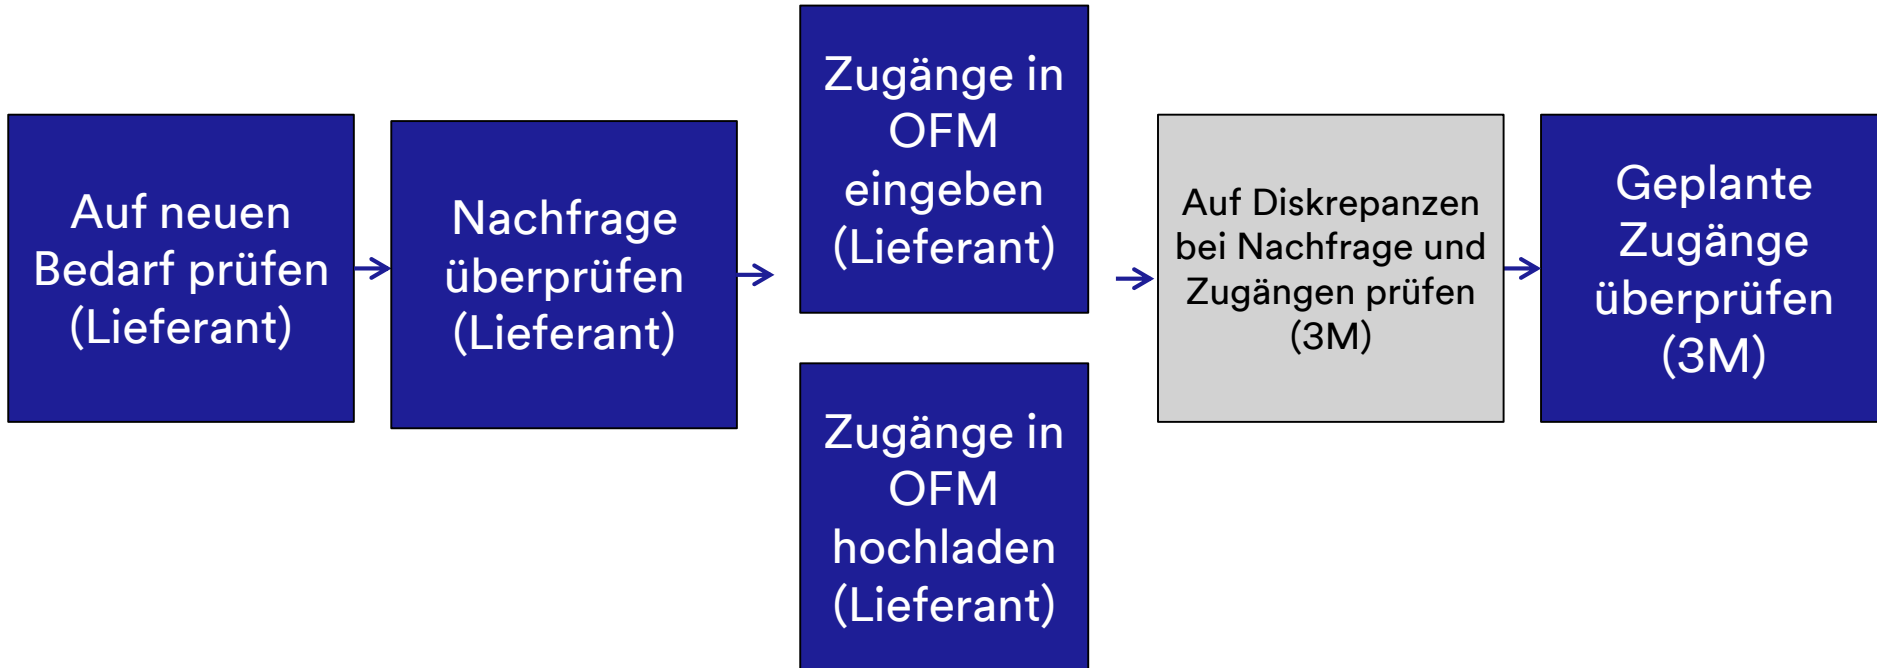 Auf neuen
Bedarf prüfen
(Lieferant)
Nachfrage
überprüfen
(Lieferant)
Zugänge in
OFM
eingeben
(Lieferant)
Zugänge in
OFM
hochladen
(Lieferant)
Auf Diskrepanzen
bei Nachfrage und
Zugängen prüfen
(3M)
Geplante
Zugänge
überprüfen
(3M)